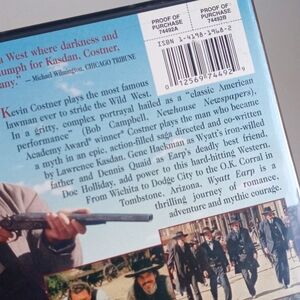 PROOF OF
PURCHASE
74492A
PROOF OF
PURCHASE
74492B
ISBN 1-4198-1968-2
0 12569 74492 9
West where darkness and
umph for Kasdan, Costner,
any."
— Michael Wilmington, CHICAGO TRIBUNE
Kevin Costner plays the most famous
lawman ever to stride the Wild West.
In a gritty, complex portrayal hailed as a "classic American
performance" (Bob Campbell, Newhouse Newspapers),
Academy Award® winner* Costner plays the man who became
a myth in an epic, action-filled saga directed and co-written
by Lawrence Kasdan. Gene Hackman as Wyatt's iron-willed
father and Dennis Quaid as Earp's deadly best friend,
Doc Holliday, add power to this hard-hitting Western.
From Wichita to Dodge City to the O.K. Corral in
Tombstone, Arizona, Wyatt Earp is a
thrilling journey of romance,
adventure and mythic courage.